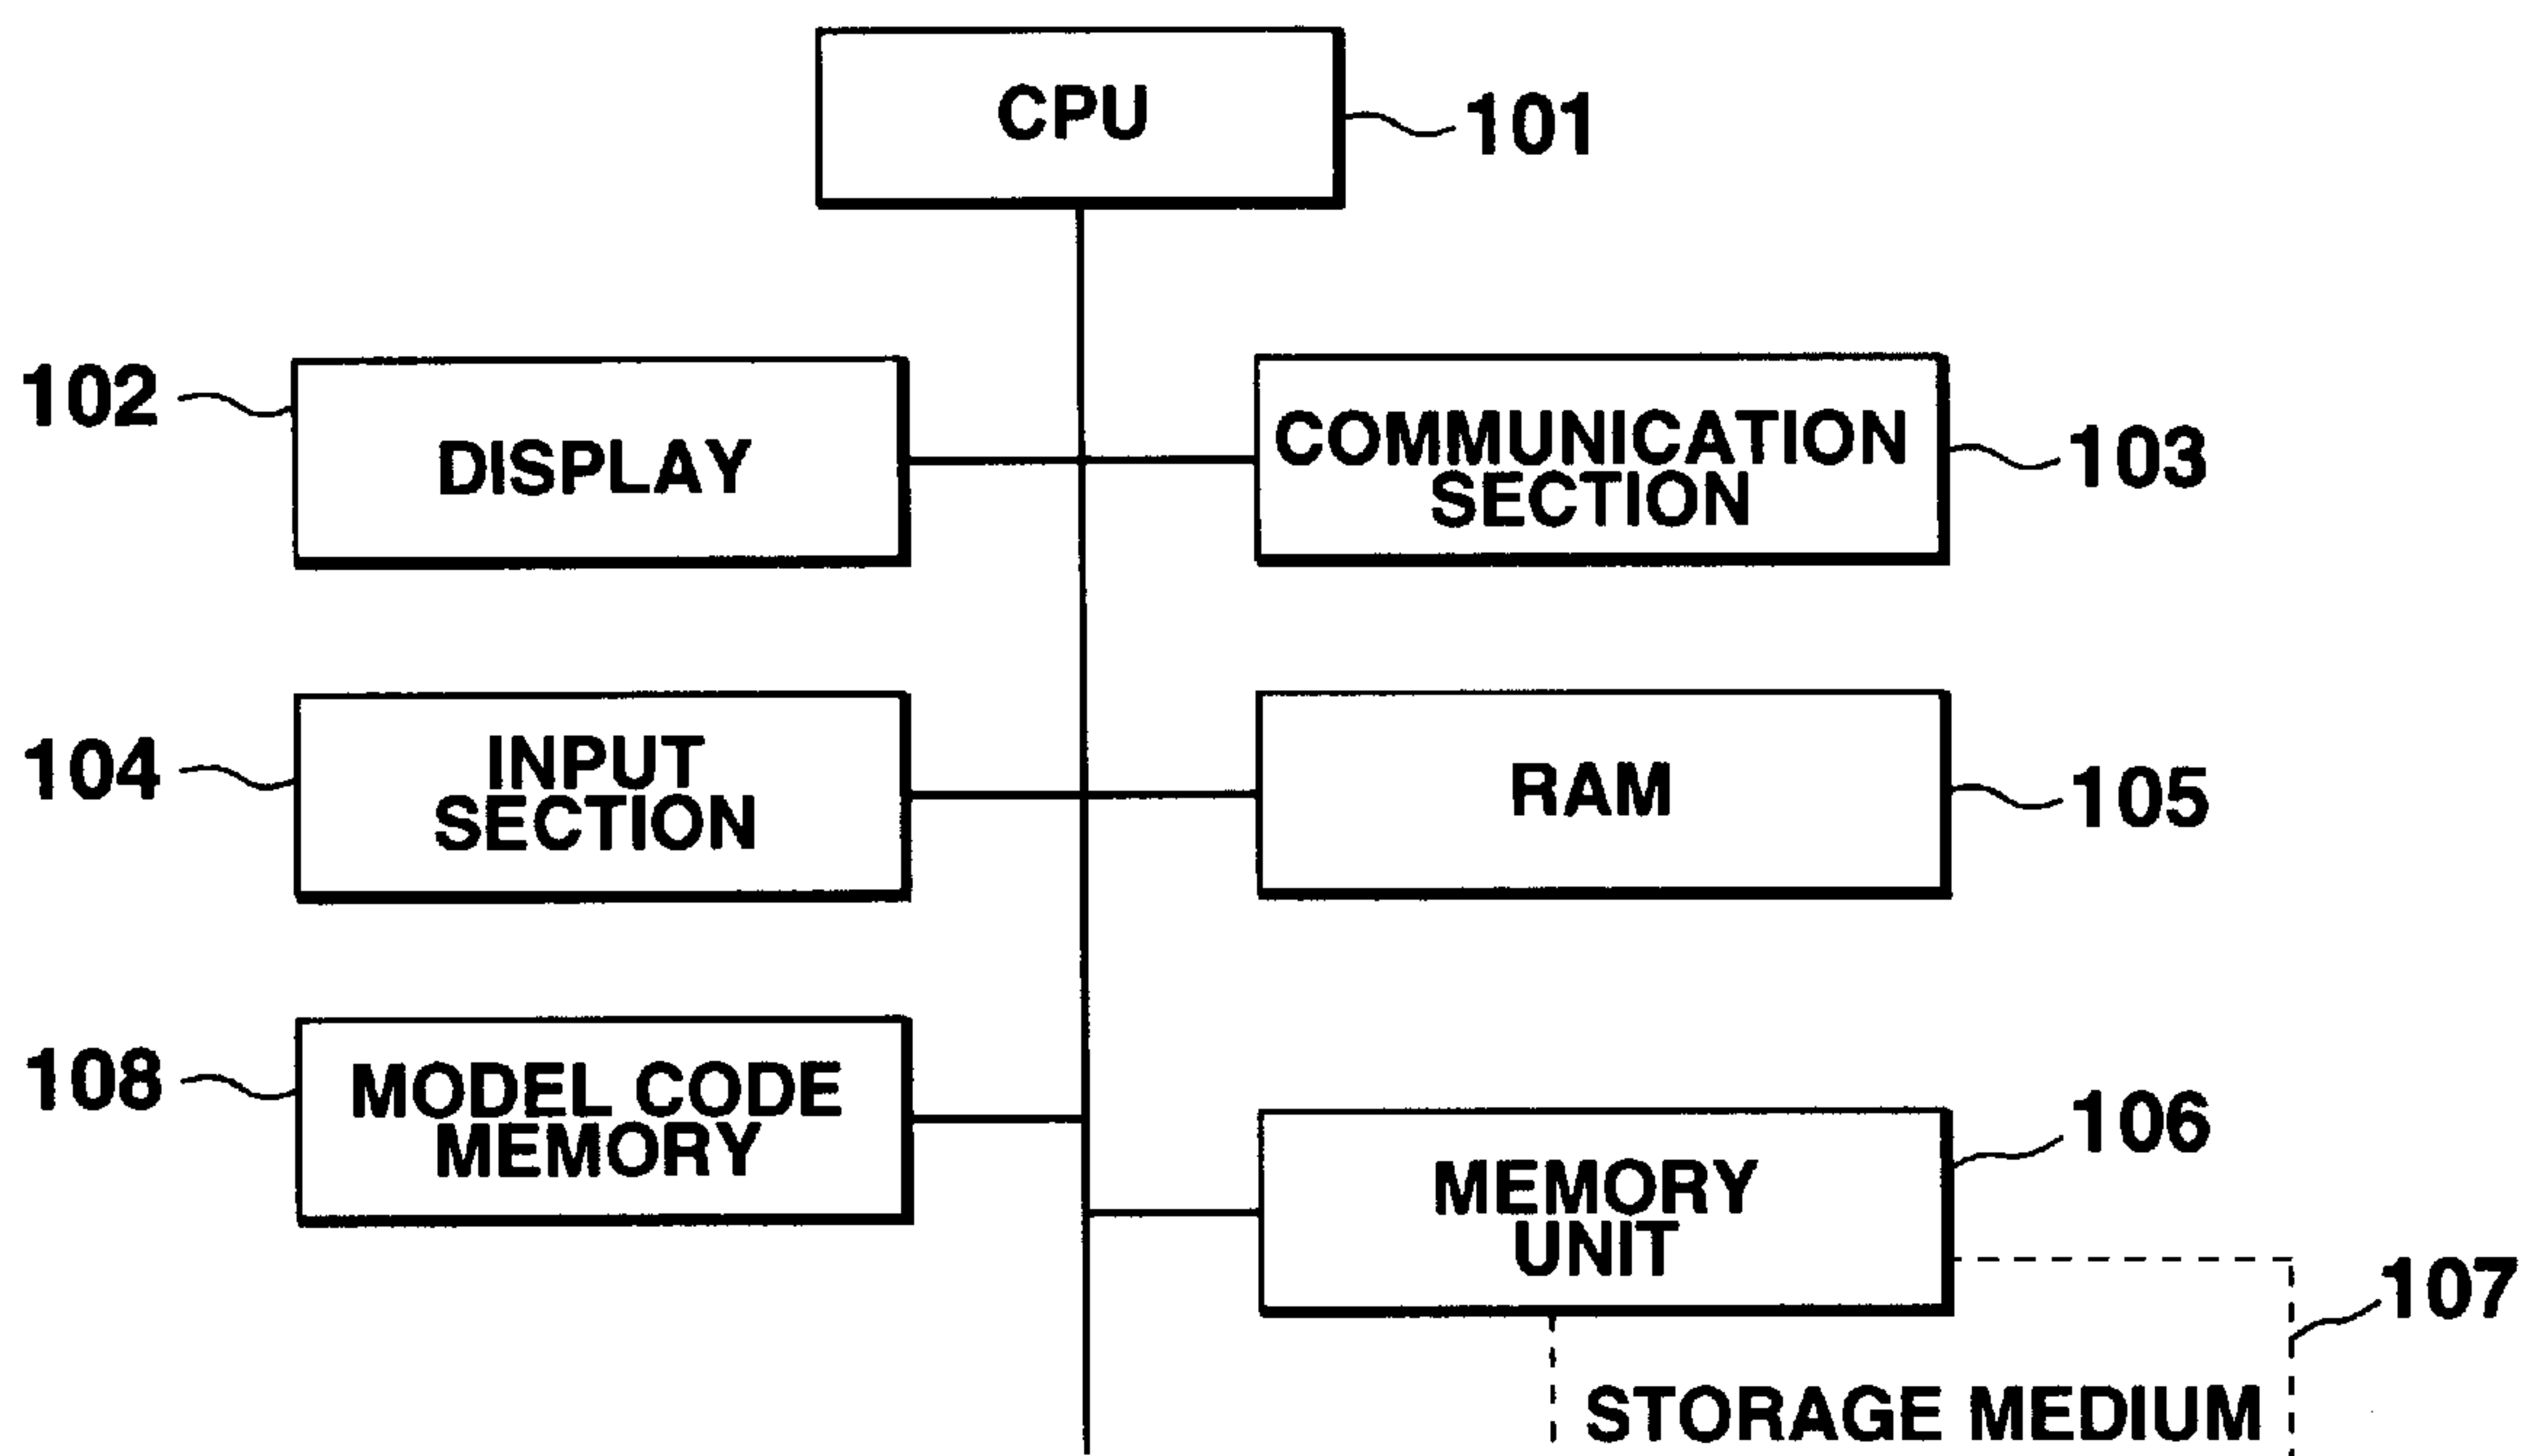 CPU
101
102
DISPLAY
COMMUNICATION
SECTION
103
104
INPUT
SECTION
RAM
105
108
MODEL CODE
MEMORY
MEMORY
UNIT
106
107
STORAGE MEDIUM